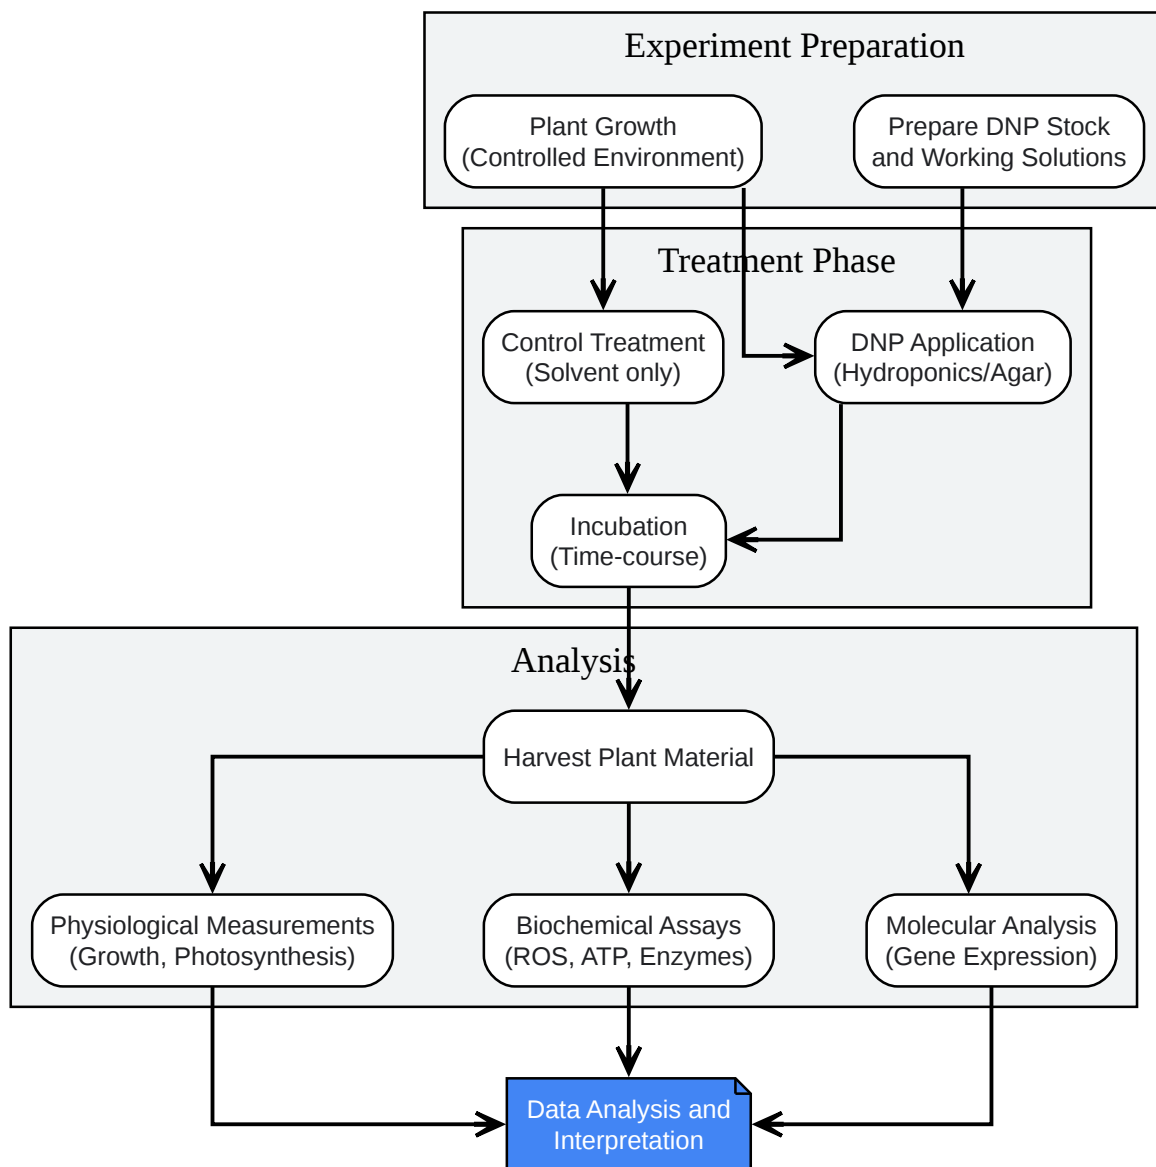 Experiment Preparation
Plant Growth
(Controlled Environment)
Prepare DNP Stock
and Working Solutions
Treatment Phase
Control Treatment
(Solvent only)
DNP Application
(Hydroponics/Agar)
Incubation
(Time-course)
Analysis
Harvest Plant Material
Physiological Measurements
(Growth, Photosynthesis)
Biochemical Assays
(ROS, ATP, Enzymes)
Molecular Analysis
(Gene Expression)
Data Analysis and
Interpretation